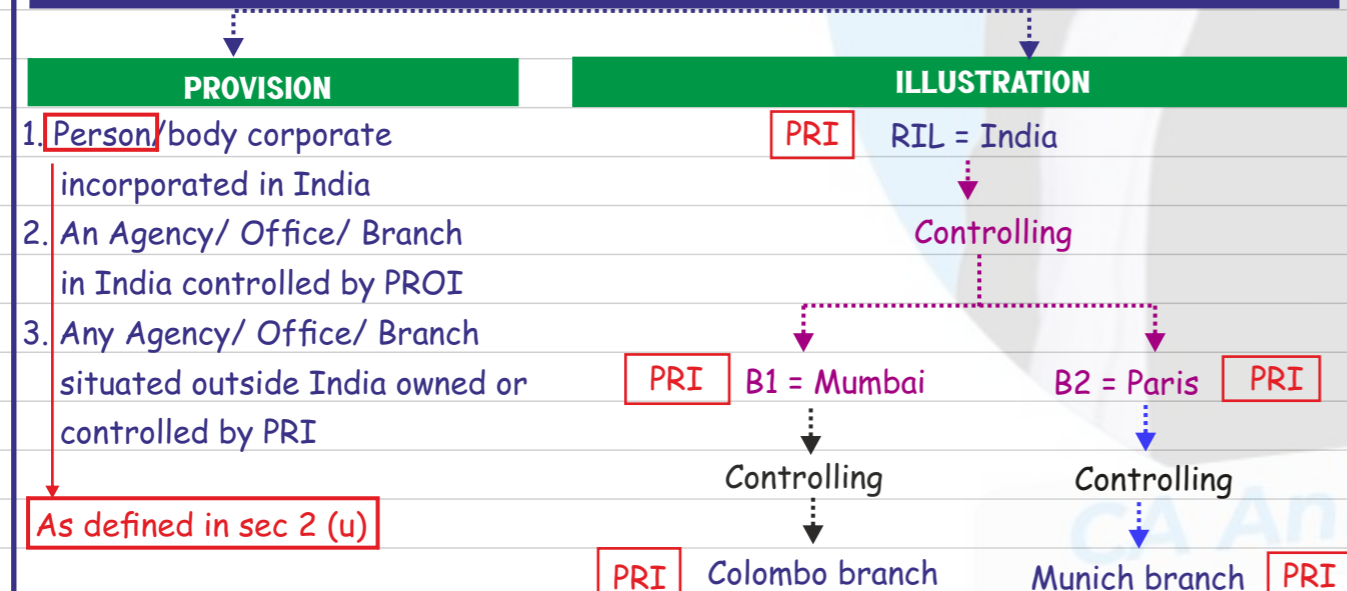 PROVISION
1. Person/body corporate
incorporated in India
2. An Agency/ Office/ Branch
in India controlled by PROI
3. Any Agency/ Office/ Branch
situated outside India owned or
controlled by PRI
As defined in sec 2 (u)
ILLUSTRATION
PRI RIL = India
Controlling
PRI B1 = Mumbai B2 = Paris PRI
Controlling Controlling
PRI Colombo branch Munich branch PRI
CA An